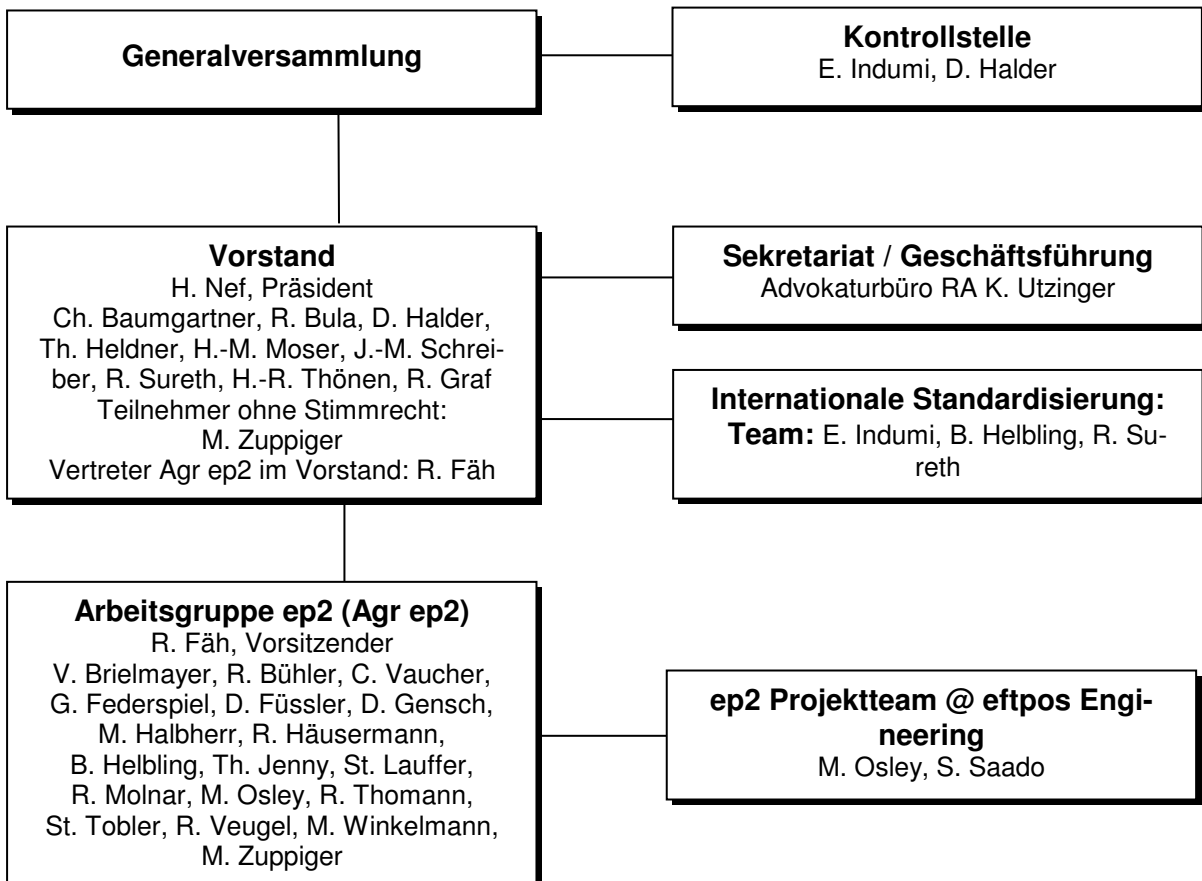 Generalversammlung
Kontrollstelle
E. Indumi, D. Halder
Vorstand
H. Nef, Präsident
Ch. Baumgartner, R. Bula, D. Halder,
Th. Heldner, H.-M. Moser, J.-M. Schrei-
ber, R. Sureth, H.-R. Thönen, R. Graf
Teilnehmer ohne Stimmrecht:
M. Zuppiger
Vertreter Agr ep2 im Vorstand: R. Fäh
Sekretariat / Geschäftsführung
Advokaturbüro RA K. Utzinger
Internationale Standardisierung:
Team: E. Indumi, B. Helbling, R. Su-
reth
Arbeitsgruppe ep2 (Agr ep2)
R. Fäh, Vorsitzender
V. Brielmayer, R. Bühler, C. Vaucher,
G. Federspiel, D. Füssler, D. Gensch,
M. Halbherr, R. Häusermann,
B. Helbling, Th. Jenny, St. Lauffer,
R. Molnar, M. Osley, R. Thomann,
St. Tobler, R. Veugel, M. Winkelmann,
M. Zuppiger
ep2 Projektteam @ eftpos Engi-
neering
M. Osley, S. Saado